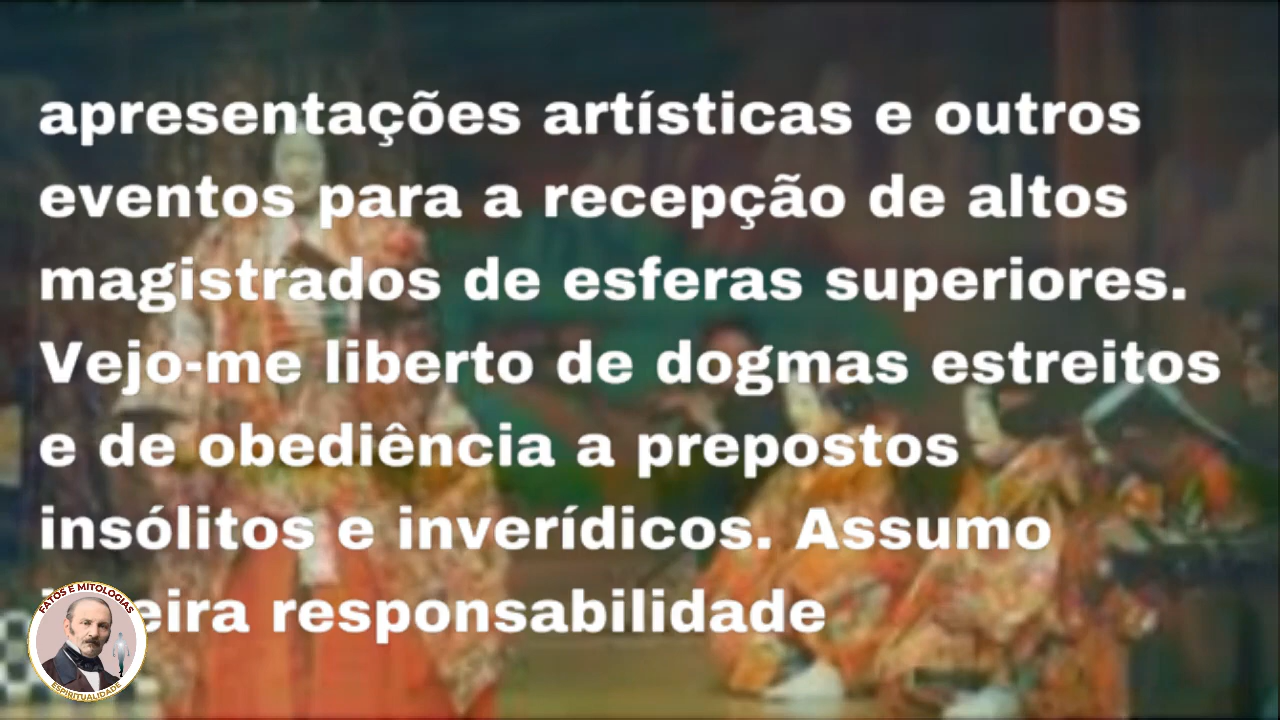 apresentações artísticas e outros
eventos para a recepção de altos
magistrados de esferas superiores.
Vejo-me liberto de dogmas estreitos
e de obediência a prepostos
insólitos e inverídicos. Assumo
responsabilidade
FATOS E MITOLOGIAS
ESPIRITUALIDADE